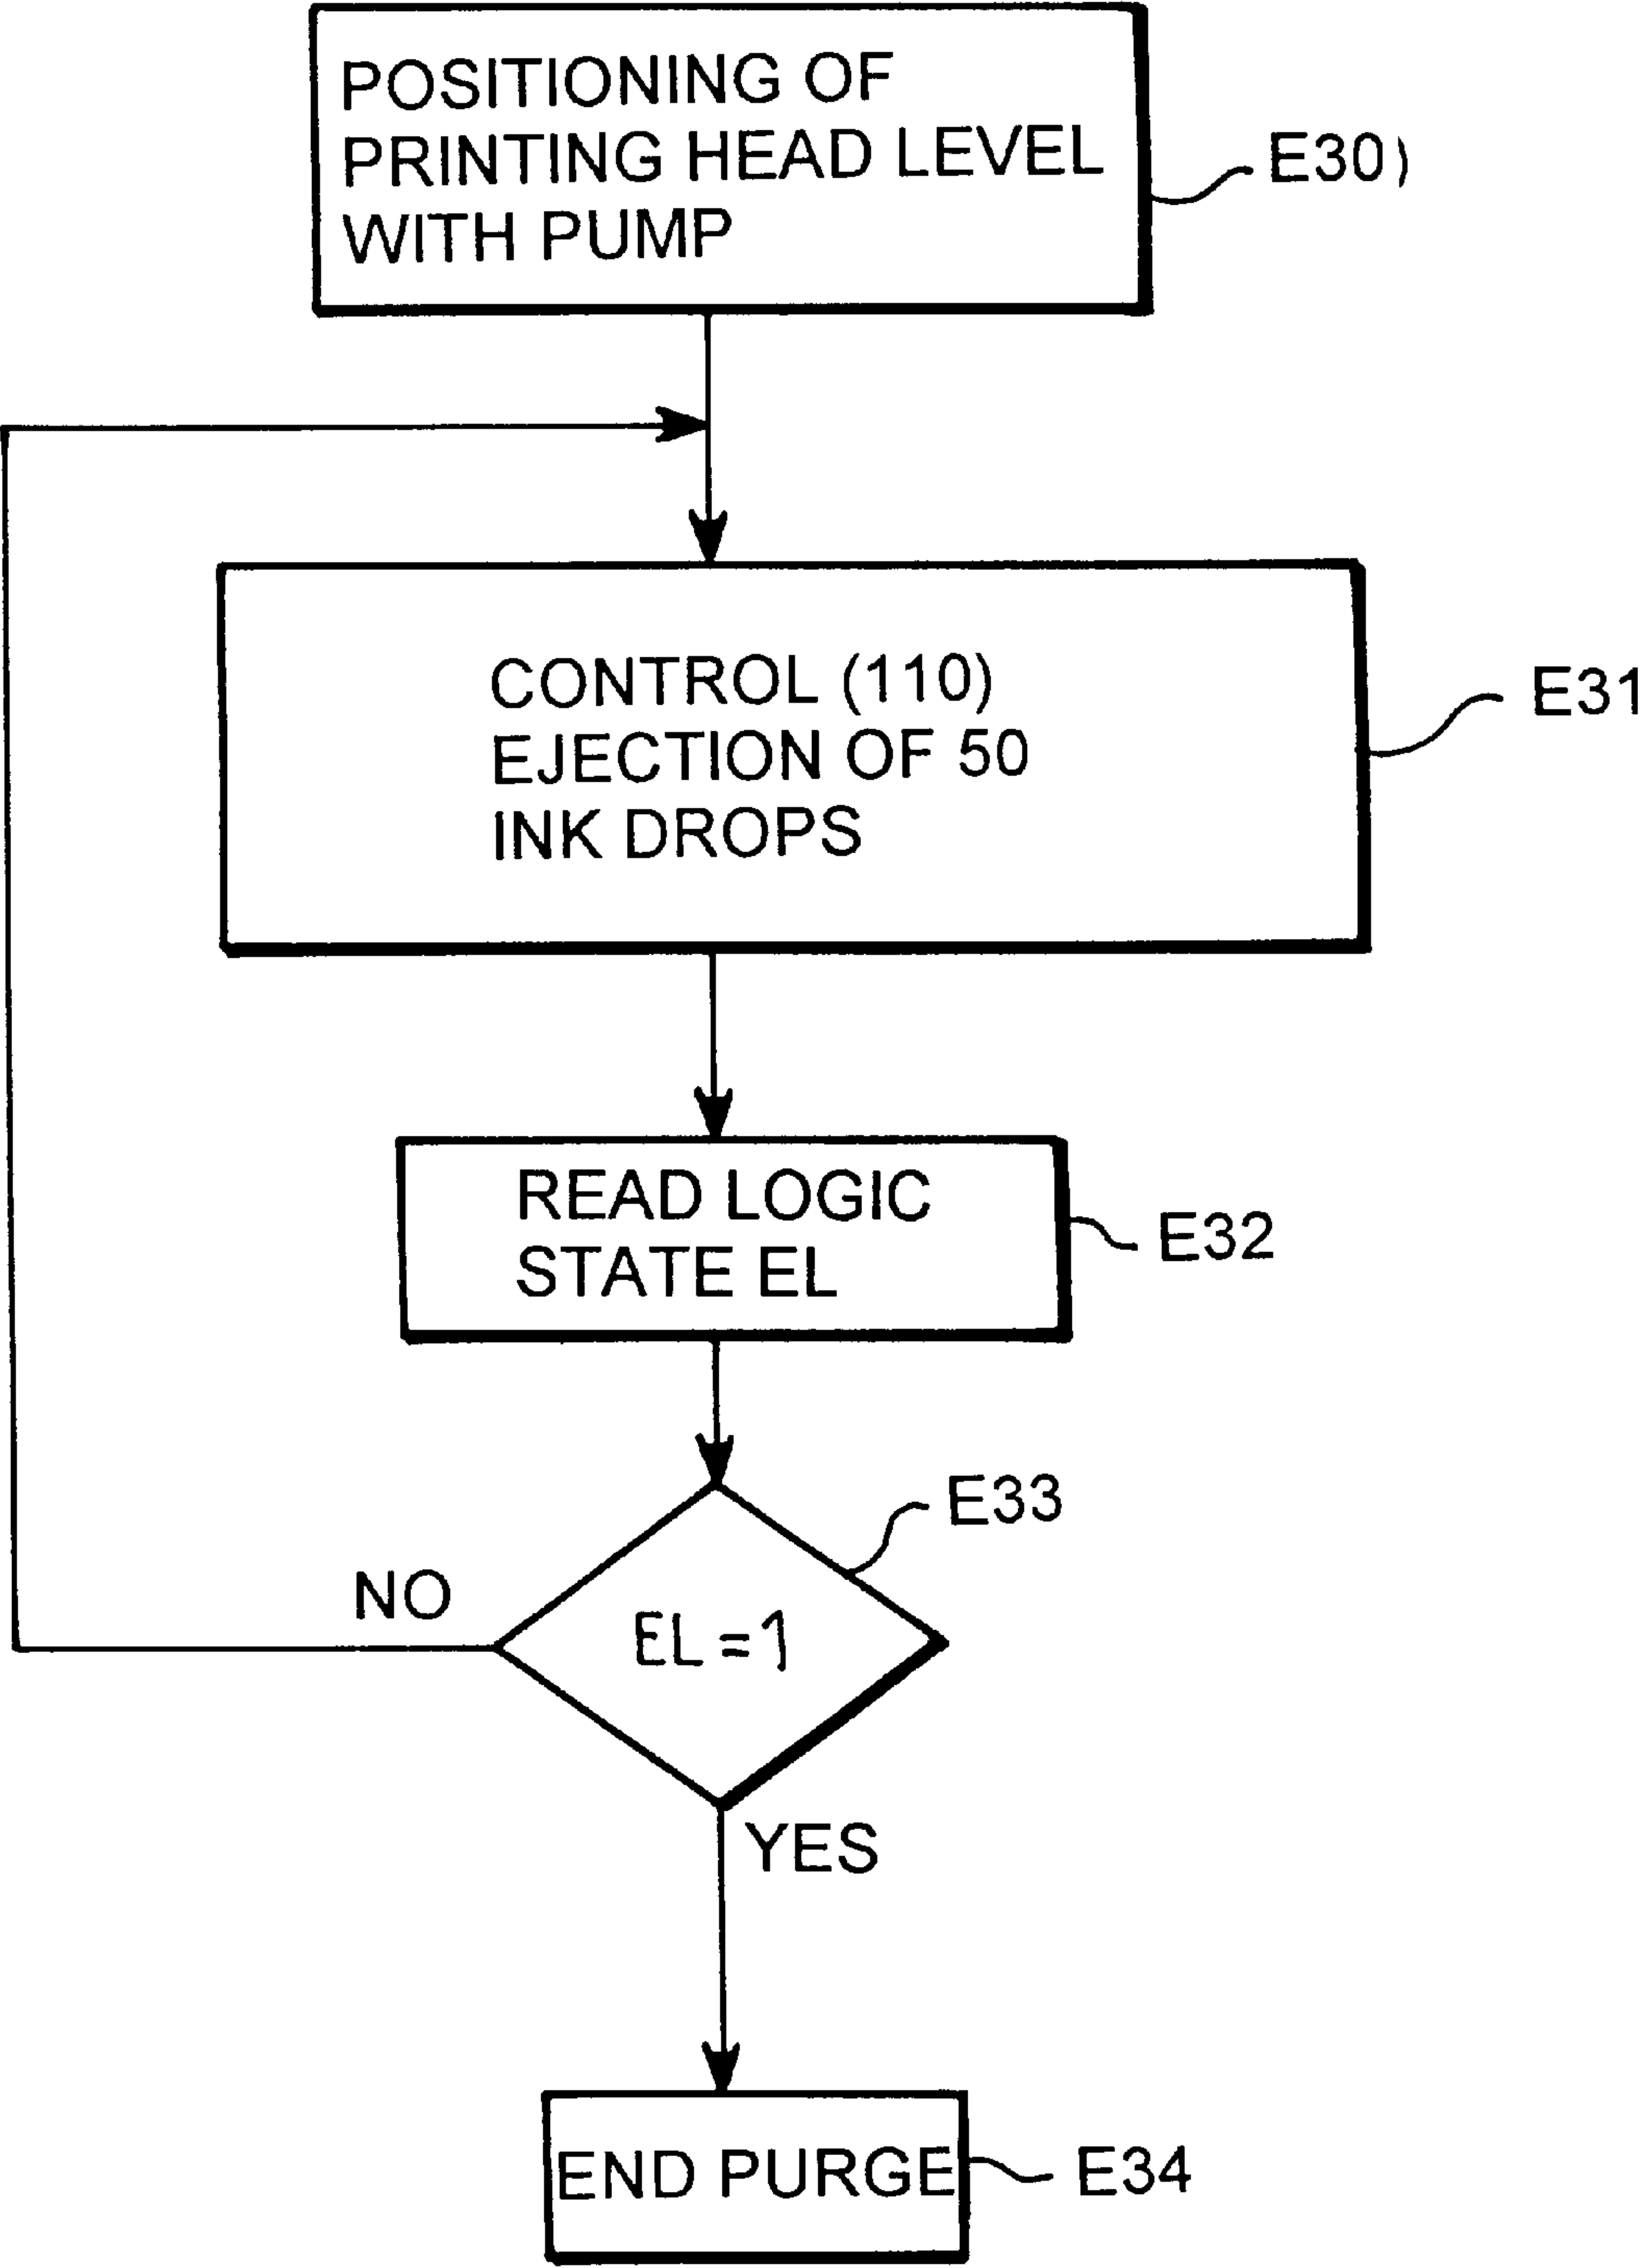 POSITIONING OF
PRINTING HEAD LEVEL
WITH PUMP
E30)
CONTROL (110)
EJECTION OF 50
INK DROPS
E31
READ LOGIC
STATE EL
E32
E33
NO
EL=1
YES
END PURGE
E34